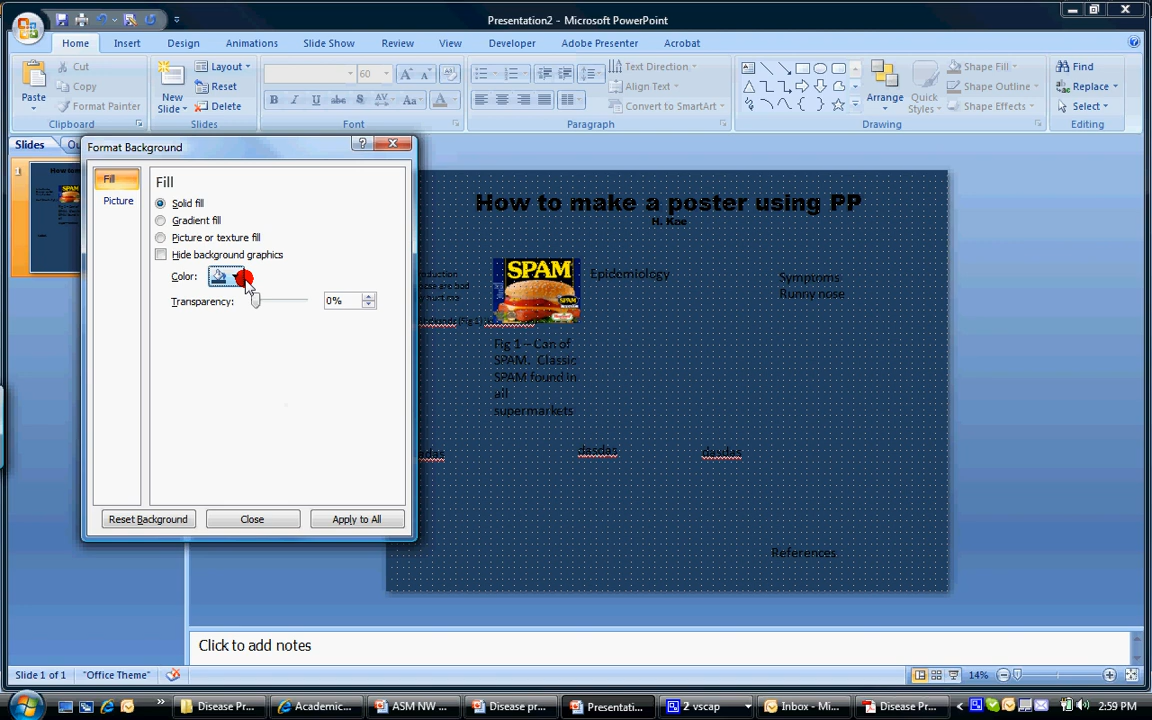 Presentation2 - Microsoft PowerPoint
Home Insert Design Animations Slide Show Review View Developer Adobe Presenter Acrobat
Paste Cut Copy Format Painter
New Slide Layout Reset Delete
60
Text Direction Align Text Convert to SmartArt
Arrange Quick Styles Shape Fill Shape Outline Shape Effects
Find Replace Select
Clipboard Slides Font Paragraph Drawing Editing
Slides
1
Format Background
Fill
Picture
Fill
Solid fill
Gradient fill
Picture or texture fill
Hide background graphics
Color:
Transparency: 0%
Reset Background Close Apply to All
How to make a poster using PP
H. Koe
SPAM
Epidemiology
Symptoms
Runny nose
Fig 1 – Can of
SPAM. Classic
SPAM found in
all
supermarkets
dasdas
dasdas
References
Click to add notes
Slide 1 of 1 "Office Theme" 14%
Disease Pr... Academic... ASM NW ... Disease pr... Presentati... 2 vscap Inbox - Mi... Disease Pr... 2:59 PM